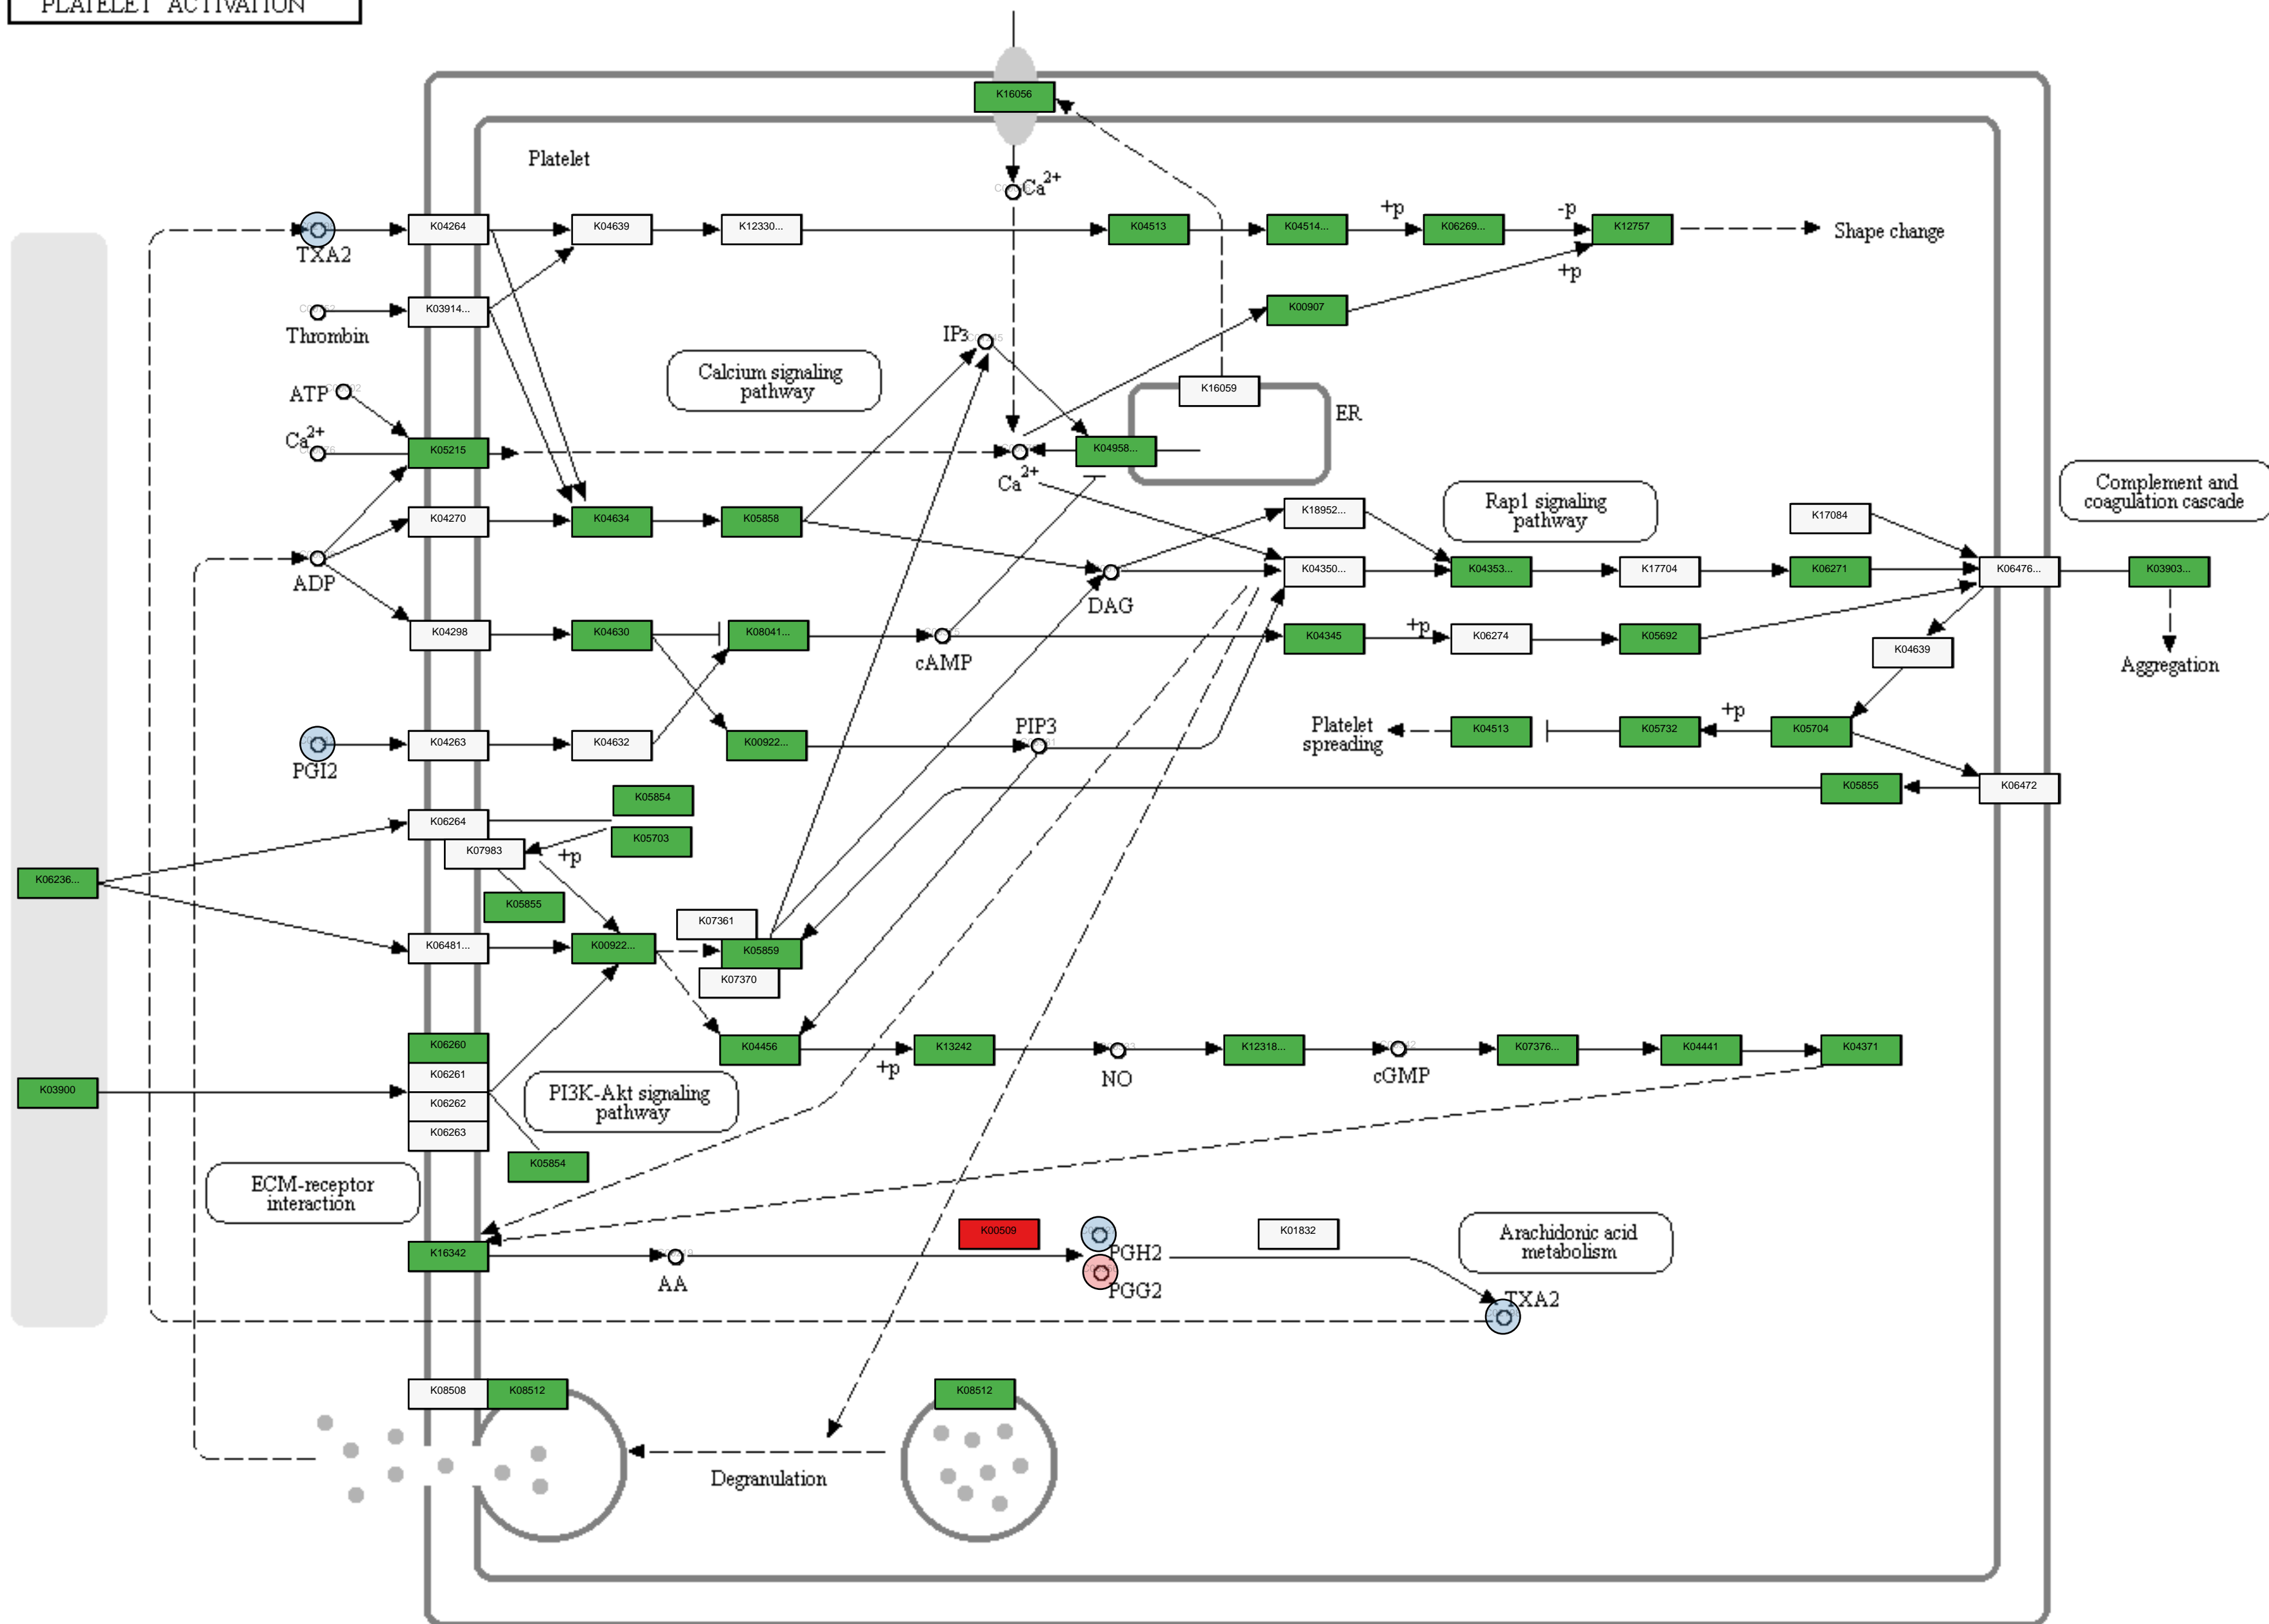 PLATELET ACTIVATION
K16056
Platelet
Ca2+
TXA2
K04264
K04639
K12330...
K04513
K04514...
+p
K06269...
-p
K12757
Shape change
+p
Thrombin
K03914...
K00907
IP3
Calcium signaling
pathway
K16059
ER
ATP
Ca2+
K05215
K04958...
Ca2+
Complement and
coagulation cascade
K04270
K04634
K05858
K18952...
Rap1 signaling
pathway
K17084
ADP
DAG
K04350...
K04353...
K17704
K06271
K06476...
K03903...
K04298
K04630
K08041...
cAMP
K04345
+p
K06274
K05692
K04639
Aggregation
PGI2
K04263
K04632
K00922...
PIP3
Platelet
spreading
K04513
K05732
+p
K05704
K05854
K05855
K06472
K06264
K05703
K07983
+p
K06236...
K05855
K07361
K06481...
K00922...
K05859
K07370
K06260
K04456
+p
K13242
NO
K12318...
cGMP
K07376...
K04441
K04371
K06261
K03900
K06262
K06263
PI3K-Akt signaling
pathway
K05854
ECM-receptor
interaction
K16342
AA
K00509
PGH2
PGG2
K01832
Arachidonic acid
metabolism
TXA2
K08508
K08512
K08512
Degranulation